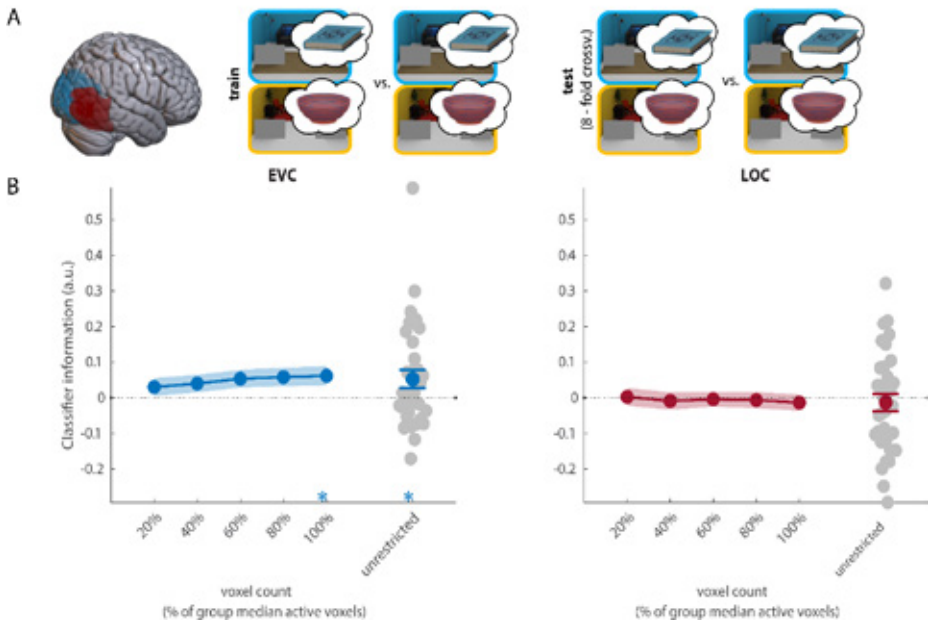 A
train
vs.
test
(8 - fold crossv.)
vs.
B
EVC
LOC
Classifier information (a.u.)
0.5
0.4
0.3
0.2
0.1
0
-0.1
-0.2
20%
40%
60%
80%
100%
unrestricted
* *
voxel count
(% of group median active voxels)
0.5
0.4
0.3
0.2
0.1
0
-0.1
-0.2
20%
40%
60%
80%
100%
unrestricted
voxel count
(% of group median active voxels)